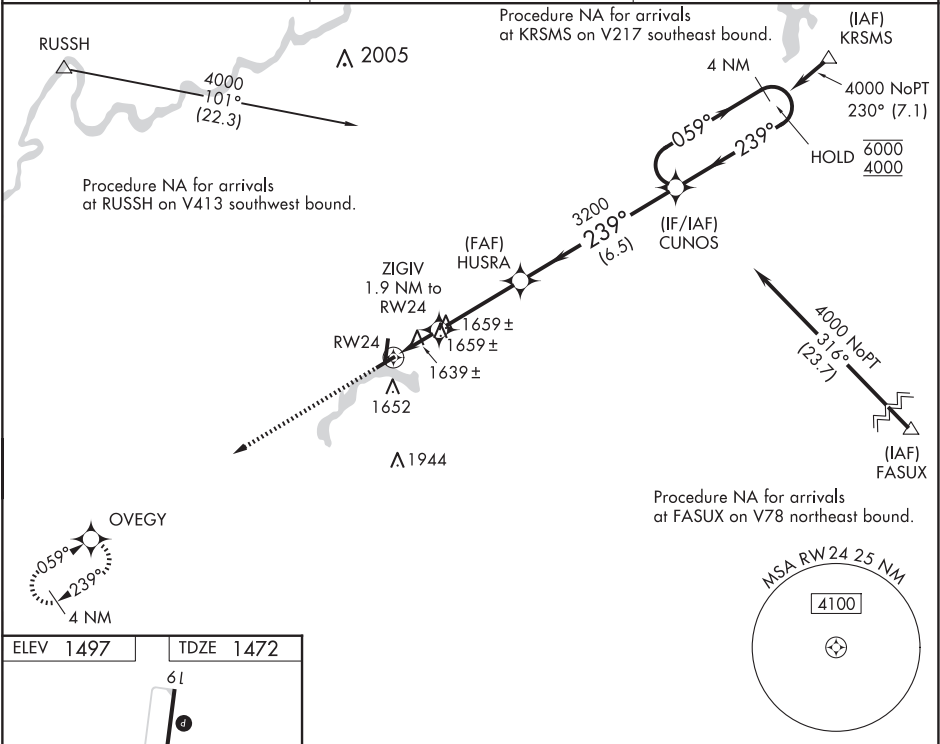 Procedure NA for arrivals
at KRSMS on V217 southeast bound.
(IAF)
KRSMS
RUSSH
2005
4 NM
4000
101°
(22.3)
4000 NoPT
230° (7.1)
059°
239°
HOLD
6000
4000
Procedure NA for arrivals
at RUSSH on V413 southwest bound.
3200
239°
(6.5)
(IF/IAF)
CUNOS
(FAF)
HUSRA
ZIGIV
1.9 NM to
RW24
1659 ±
1659 ±
RW24
1639 ±
1652
4000 NoPT
316°
(23.7)
1944
(IAF)
FASUX
Procedure NA for arrivals
at FASUX on V78 northeast bound.
OVEGY
059°
239°
4 NM
MSA RW 24 25 NM
4100
ELEV 1497
TDZE 1472
19
P